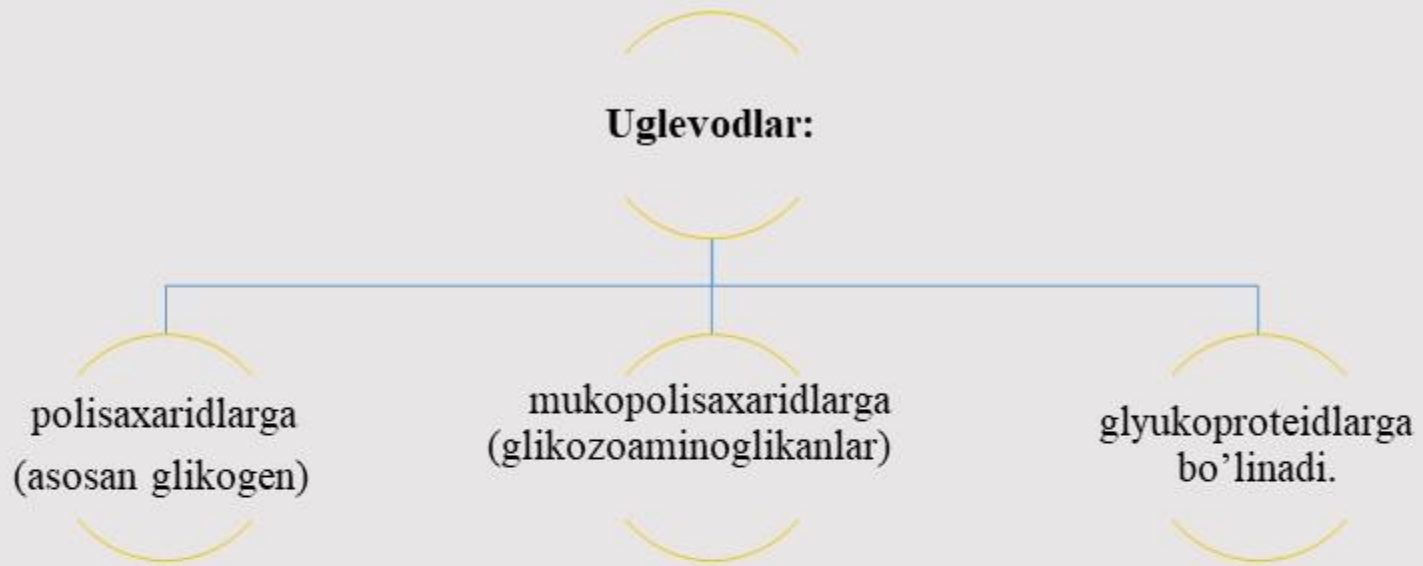 Uglevodlar:
polisaxaridlarga
(asosan glikogen)
mukopolisaxaridlarga
(glikozoaminoglikanlar)
glyukoproteidlarga
bo’linadi.